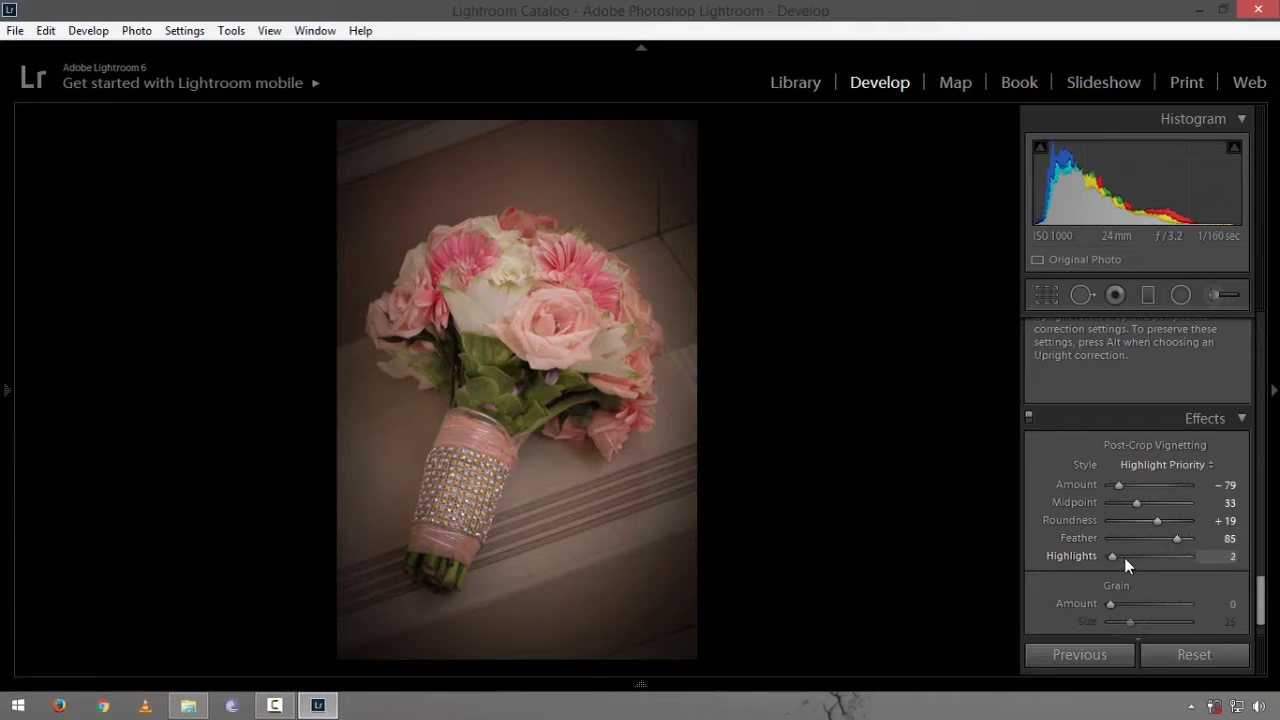 Lightroom Catalog - Adobe Photoshop Lightroom - Develop
File Edit Develop Photo Settings Tools View Window Help
Adobe Lightroom 6
Lr Get started with Lightroom mobile
Library Develop Map Book Slideshow Print Web
Histogram
ISO 1000 24 mm ƒ / 3.2 1/160 sec
Original Photo
correction settings. To preserve these
settings, press Alt when choosing an
Upright correction.
Effects
Post-Crop Vignetting
Style Highlight Priority
Amount - 79
Midpoint 33
Roundness + 19
Feather 85
Highlights 2
Grain
Amount 0
Size 25
Previous Reset